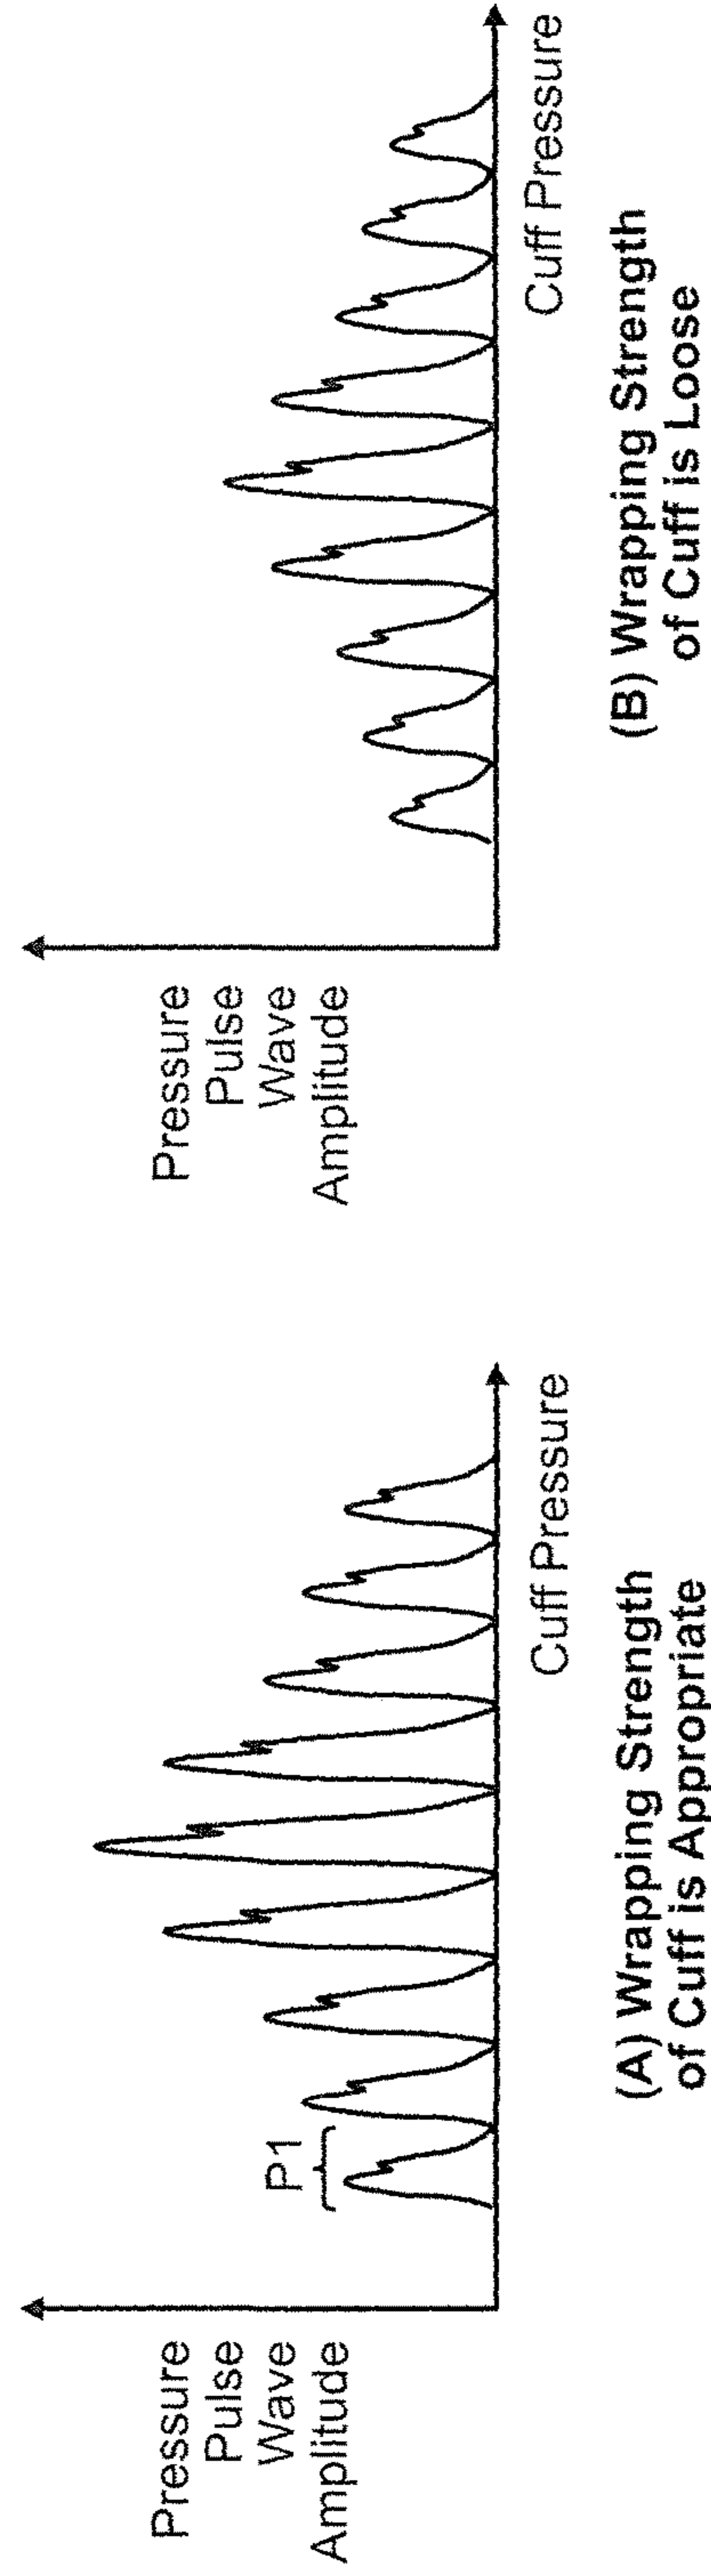 Pressure
Pulse
Wave
Amplitude
P1
Cuff Pressure
(A) Wrapping Strength
of Cuff is Appropriate
Pressure
Pulse
Wave
Amplitude
Cuff Pressure
(B) Wrapping Strength
of Cuff is Loose